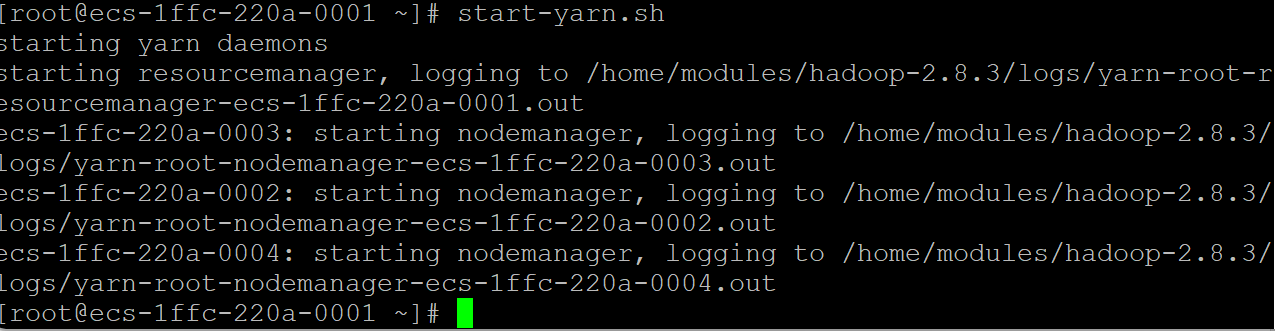 [root@ecs-1ffc-220a-0001 ~]# start-yarn.sh
starting yarn daemons
starting resourcemanager, logging to /home/modules/hadoop-2.8.3/logs/yarn-root-r
esourcemanager-ecs-1ffc-220a-0001.out
ecs-1ffc-220a-0003: starting nodemanager, logging to /home/modules/hadoop-2.8.3/
logs/yarn-root-nodemanager-ecs-1ffc-220a-0003.out
ecs-1ffc-220a-0002: starting nodemanager, logging to /home/modules/hadoop-2.8.3/
logs/yarn-root-nodemanager-ecs-1ffc-220a-0002.out
ecs-1ffc-220a-0004: starting nodemanager, logging to /home/modules/hadoop-2.8.3/
logs/yarn-root-nodemanager-ecs-1ffc-220a-0004.out
[root@ecs-1ffc-220a-0001 ~]#